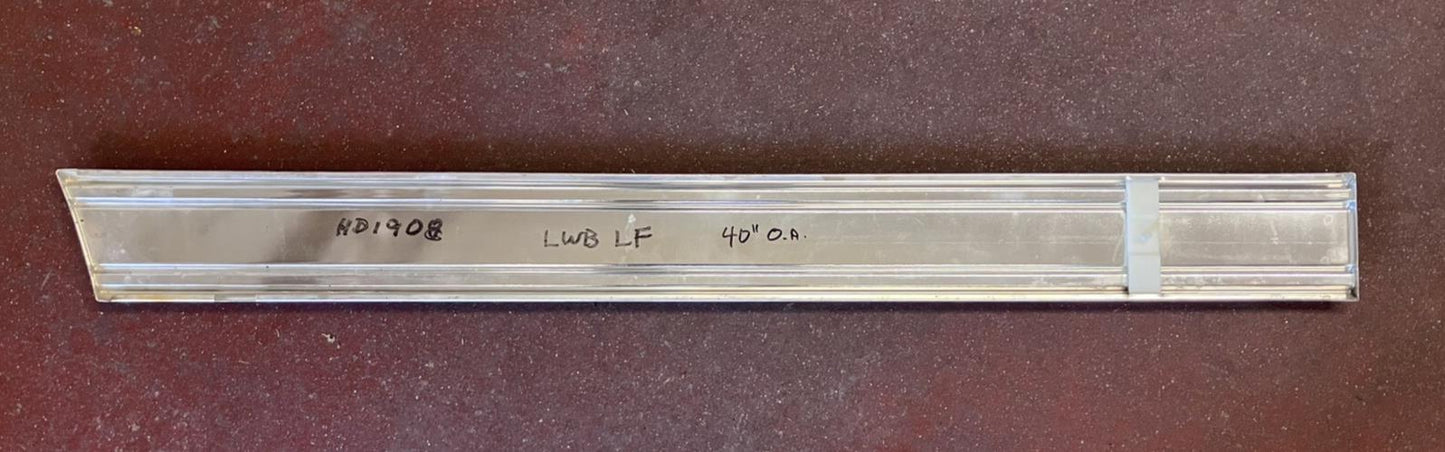 HD1908 LWB LF 40" O.A.